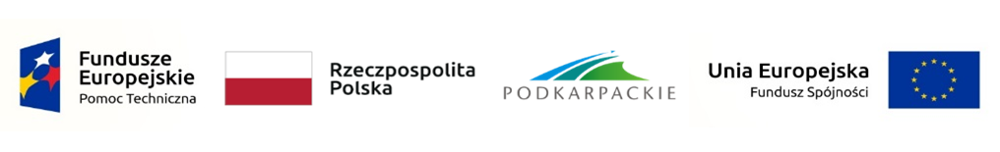 Fundusze
Europejskie
Pomoc Techniczna
Rzeczpospolita
Polska
PODKARPACKIE
Unia Europejska
Fundusz Spójności